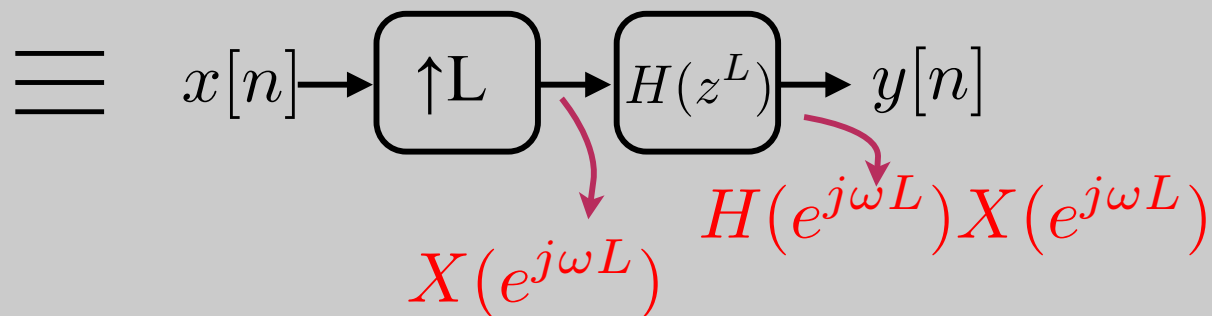 ≡ x[n] ↑L H(z^L) y[n]
H(e^{jωL})X(e^{jωL})
X(e^{jωL})